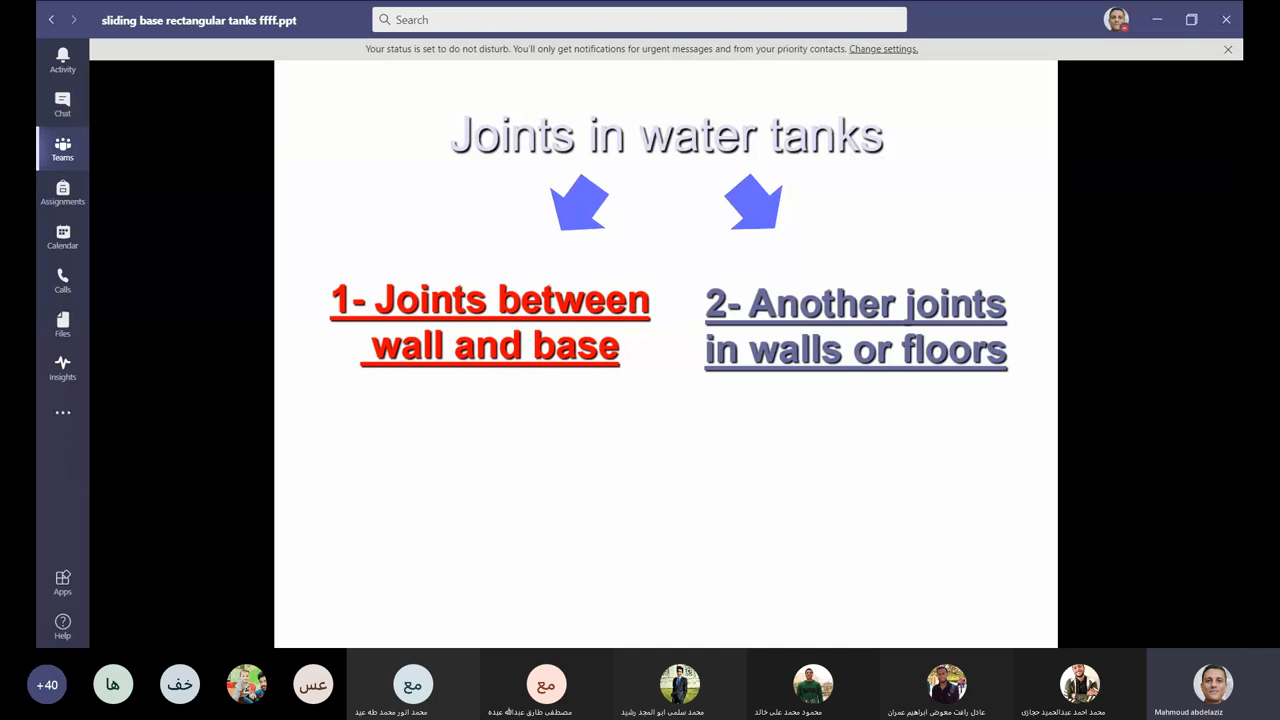 sliding base rectangular tanks ffff.ppt
Search
Your status is set to do not disturb. You'll only get notifications for urgent messages and from your priority contacts. Change settings.
Activity
Chat
Teams
Assignments
Calendar
Calls
Files
Insights
Apps
Help
Joints in water tanks
1- Joints between
wall and base
2- Another joints
in walls or floors
+40
ها
خف
عس
مع
مع
محمد انور محمد طه عيد
مصطفى طارق عبدالله عبده
محمد سلمى ابو المجد رشيد
محمود محمد على خالد
عادل رافت معوض ابراهيم عمران
محمد احمد عبدالحميد حجازى
Mahmoud abdelaziz